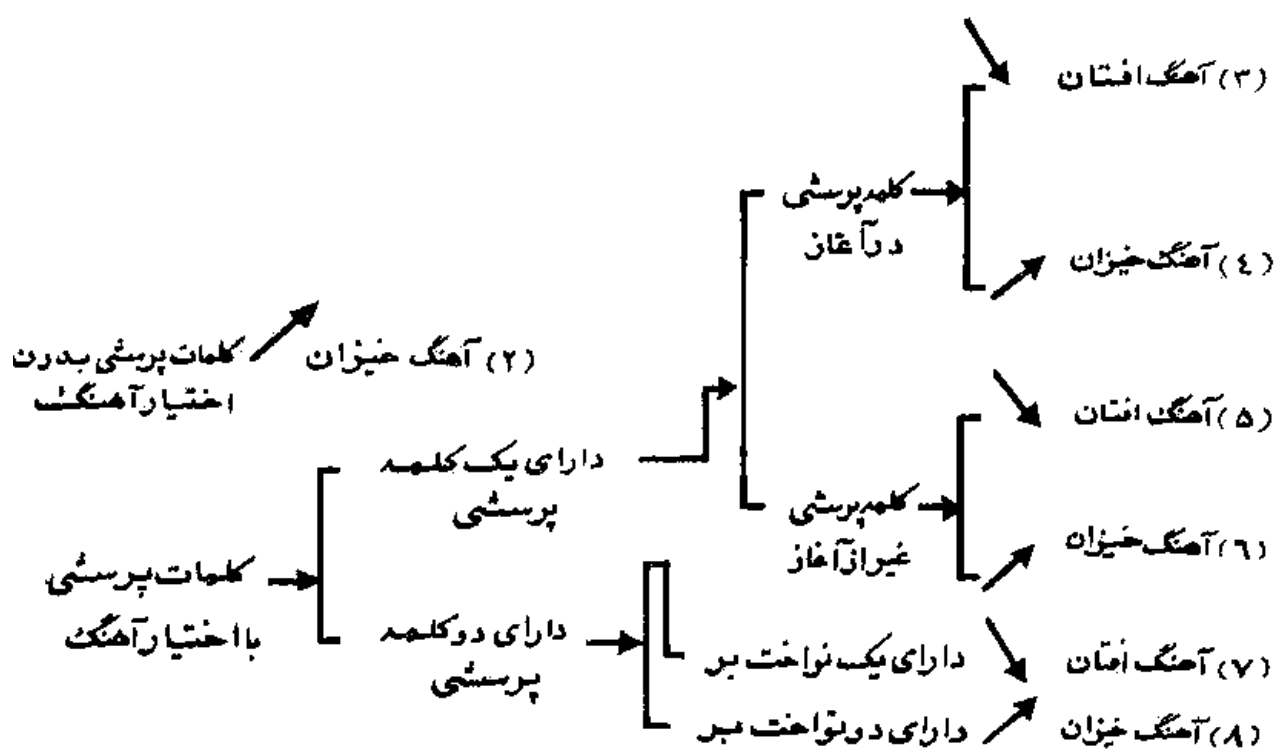 (۳) آهنگ افتان
کلمه پرسشی
در آغاز
(٤) آهنگ خیزان
(۲) آهنگ خیزان
کلمات پرسشی بدون
اختیار آهنگ
(۵) آهنگ افتان
دارای یک کلمه
پرسشی
کلمه پرسشی
غیر از آغاز
(٦) آهنگ خیزان
کلمات پرسشی
با اختیار آهنگ
دارای دو کلمه
پرسشی
(۷) آهنگ افتان
دارای یک نواخت بر
(۸) آهنگ خیزان
دارای دو نواخت بر